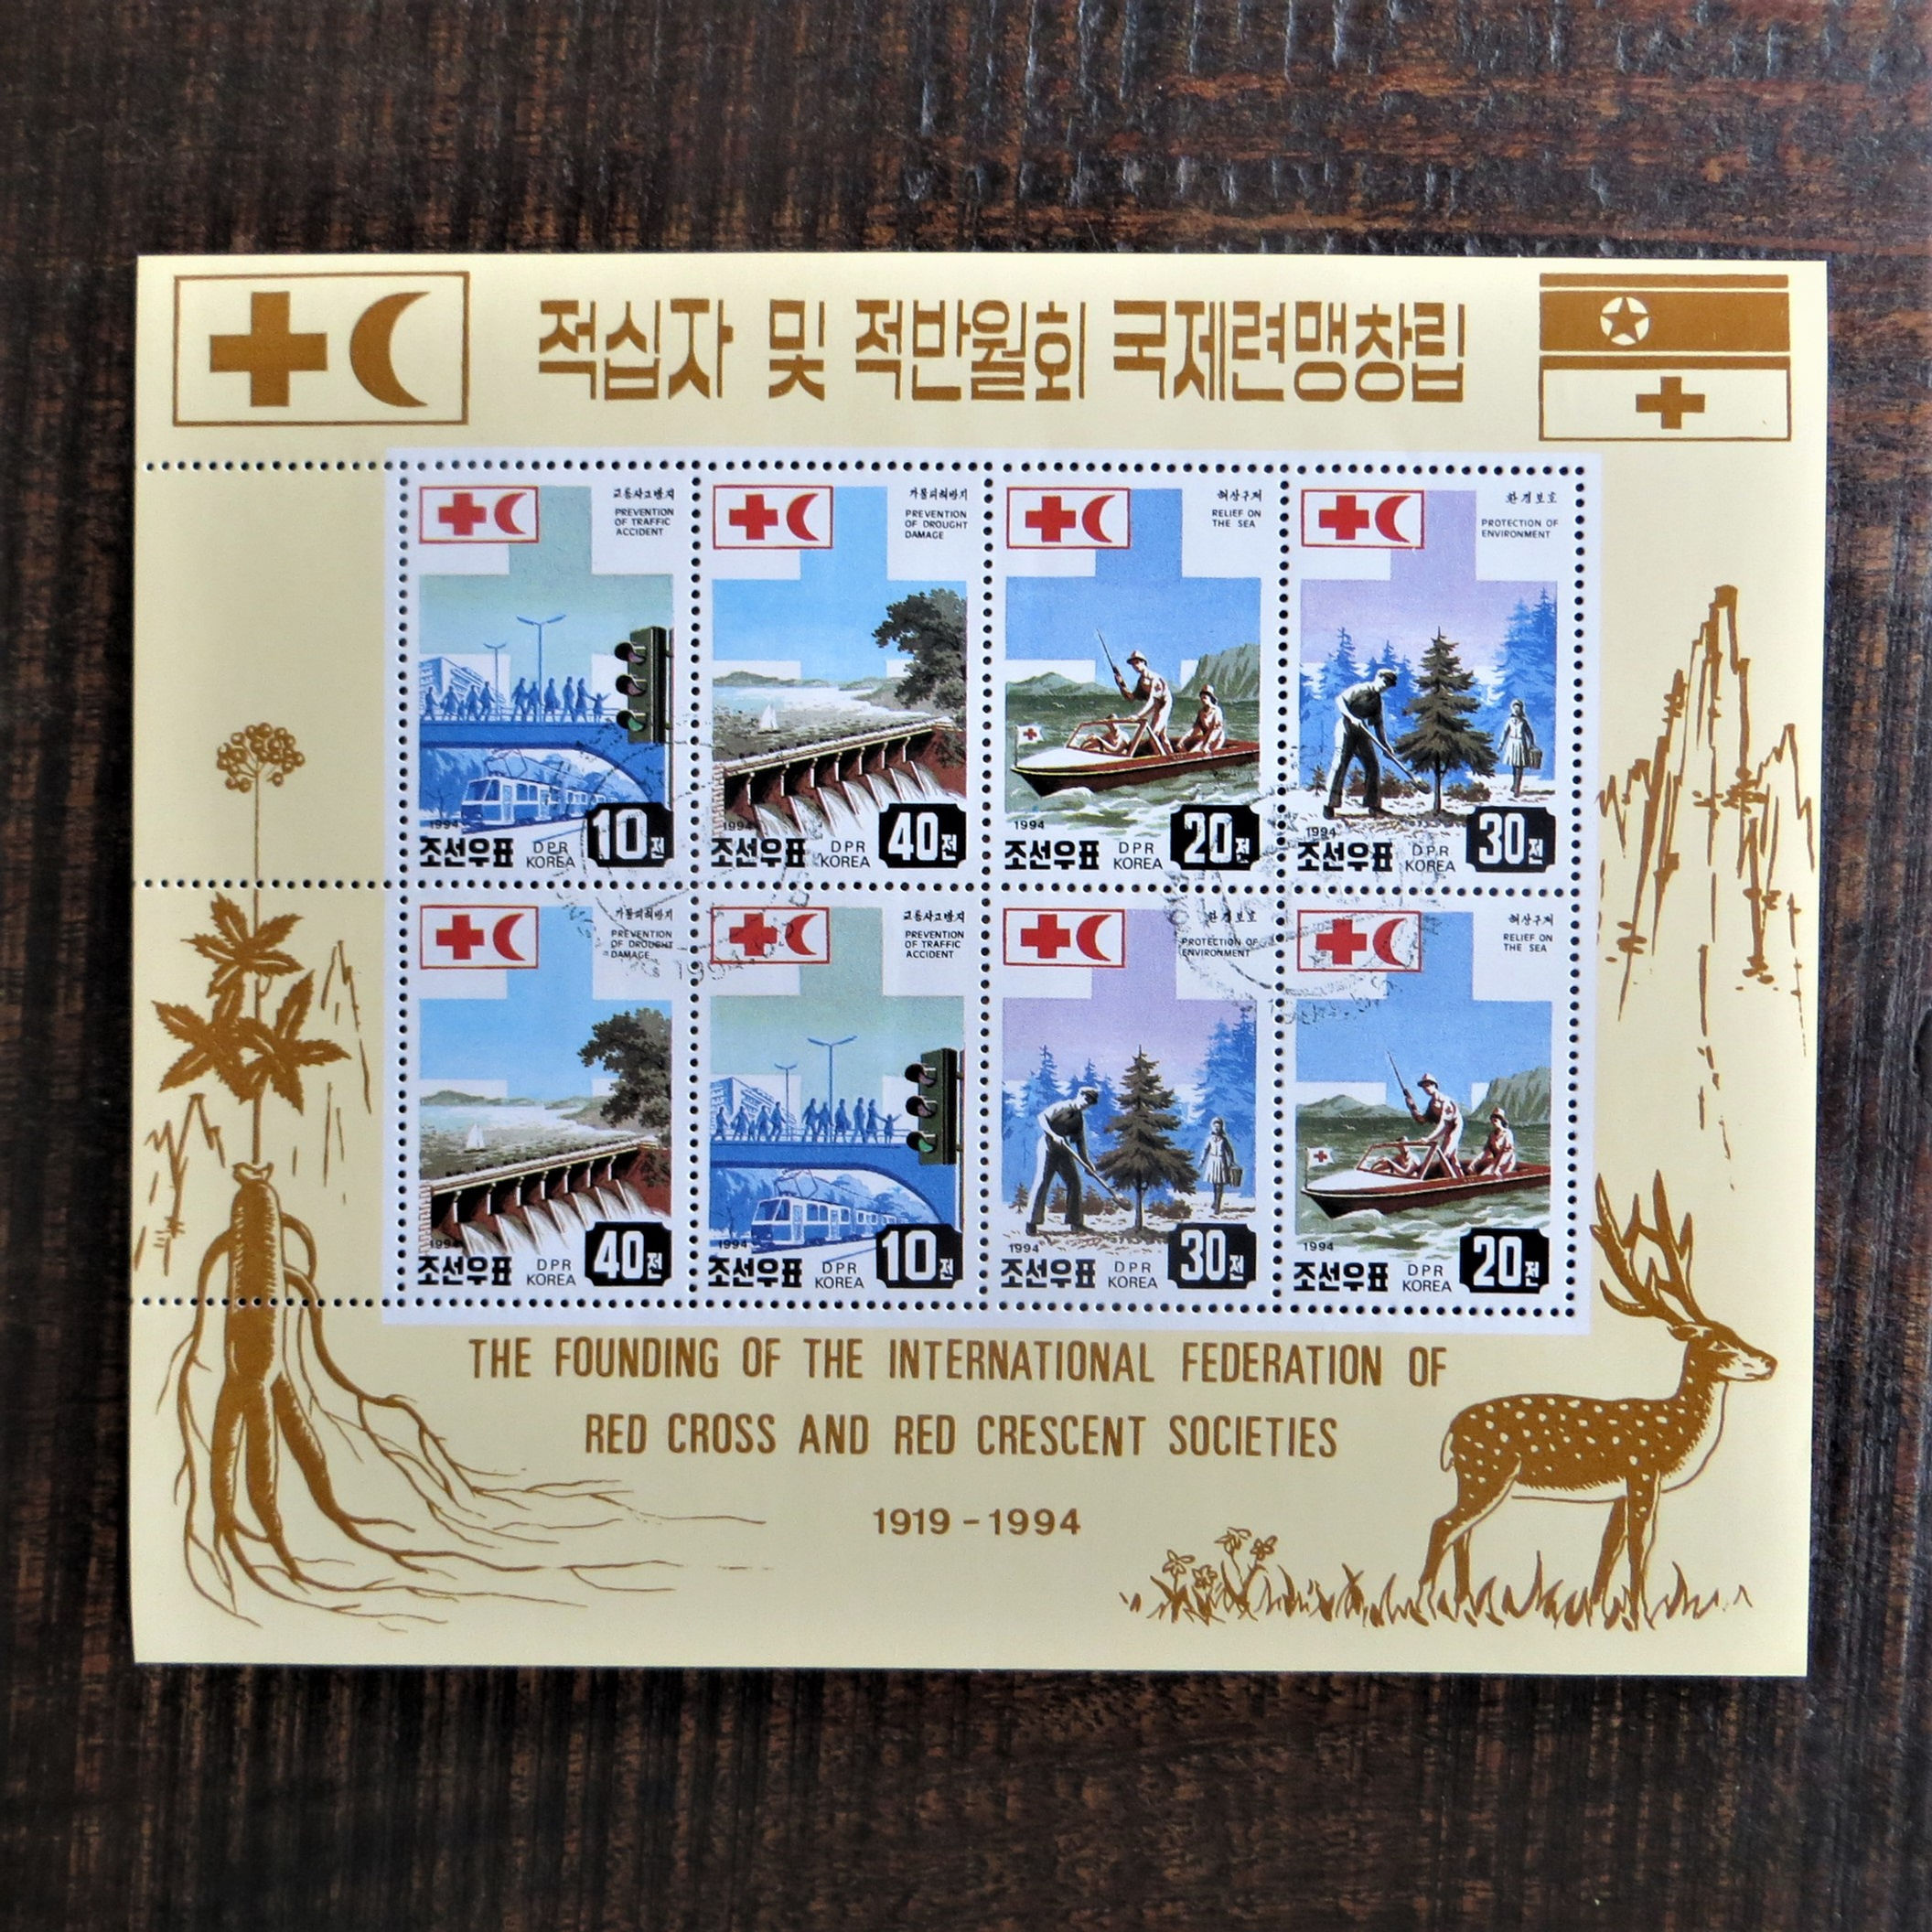 적십자 및 적반월회 국제련맹창립
교통사고방지
PREVENTION
OF TRAFFIC
ACCIDENT
1994
조선우표
DPR
KOREA
10전
가물피해방지
PREVENTION
OF DROUGHT
DAMAGE
1994
조선우표
DPR
KOREA
40전
해상구제
RELIEF ON
THE SEA
1994
조선우표
DPR
KOREA
20전
환경보호
PROTECTION OF
ENVIRONMENT
1994
조선우표
DPR
KOREA
30전
가물피해방지
PREVENTION
OF DROUGHT
DAMAGE
1994
조선우표
DPR
KOREA
40전
교통사고방지
PREVENTION
OF TRAFFIC
ACCIDENT
1994
조선우표
DPR
KOREA
10전
환경보호
PROTECTION OF
ENVIRONMENT
1994
조선우표
DPR
KOREA
30전
해상구제
RELIEF ON
THE SEA
1994
조선우표
DPR
KOREA
20전
THE FOUNDING OF THE INTERNATIONAL FEDERATION OF
RED CROSS AND RED CRESCENT SOCIETIES
1919-1994